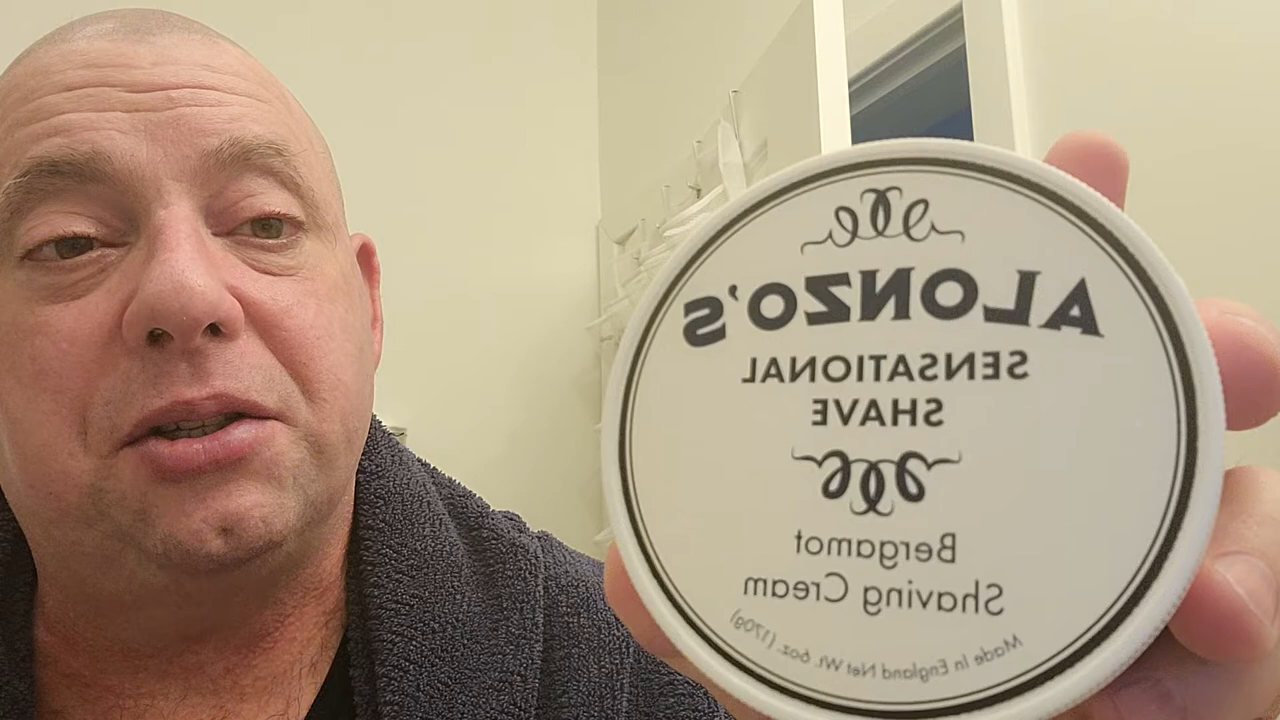 ALONZO'S
SENSATIONAL
SHAVE
Bergamot
Shaving Cream
Made In England Net Wt. 6oz. (170g)